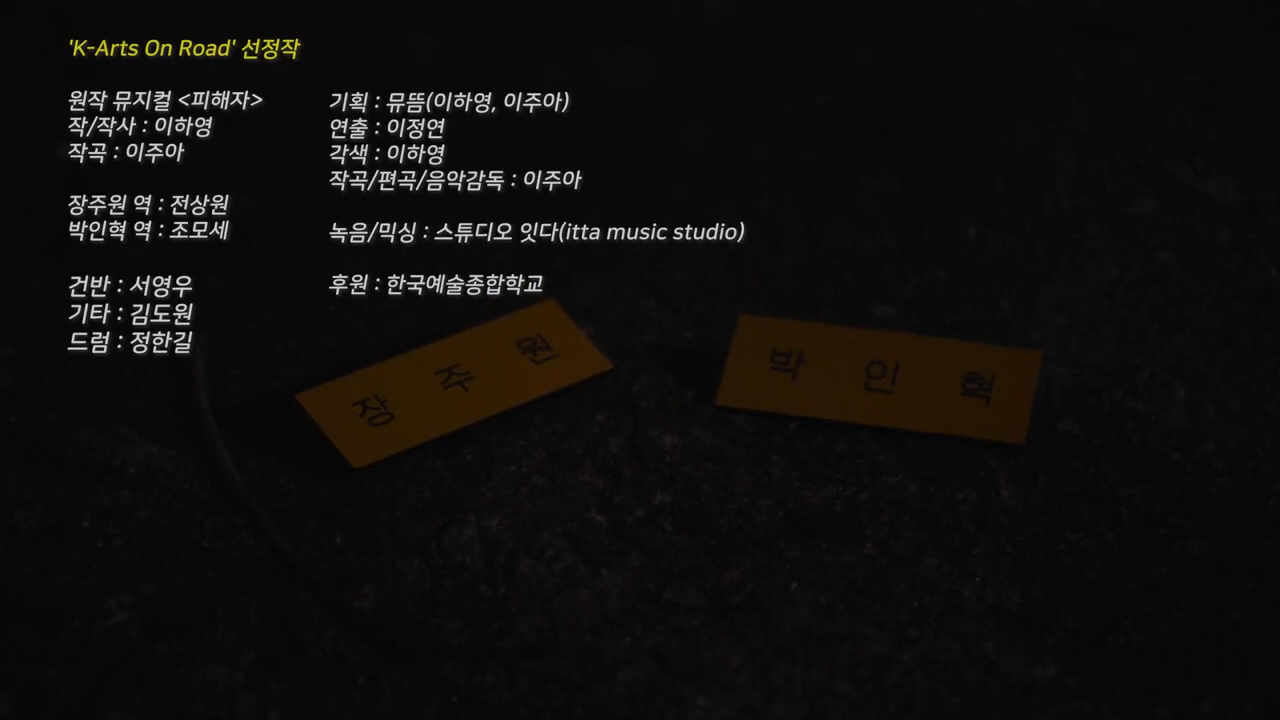 'K-Arts On Road' 선정작
원작 뮤지컬 <피해자>
작/작사 : 이하영
작곡 : 이주아
장주원 역 : 전상원
박인혁 역 : 조모세
건반 : 서영우
기타 : 김도원
드럼 : 정한길
기획 : 뮤뜸(이하영, 이주아)
연출 : 이정연
각색 : 이하영
작곡/편곡/음악감독 : 이주아
녹음/믹싱 : 스튜디오 잇다(itta music studio)
후원 : 한국예술종합학교
장 주 원
박 인 혁